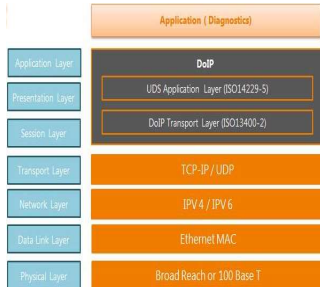 Application ( Diagnostics)
Application Layer
Presentation Layer
Session Layer
DoIP
UDS Application Layer (ISO14229-5)
DoIP Transport Layer (ISO13400-2)
Transport Layer
TCP-IP / UDP
Network Layer
IPV 4 / IPV 6
Data Link Layer
Ethernet MAC
Physical Layer
Broad Reach or 100 Base T